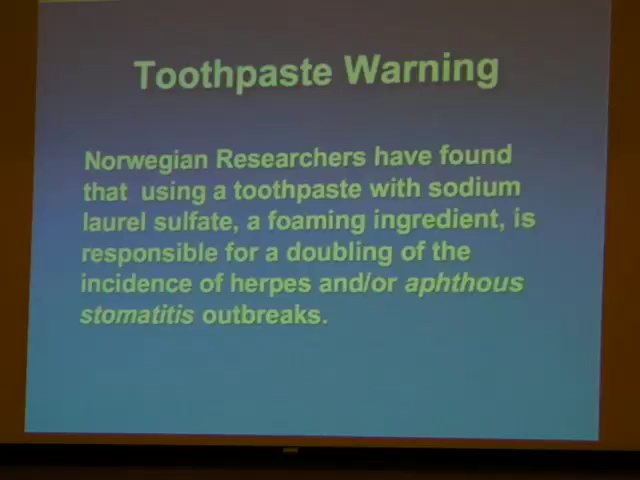 Toothpaste Warning
Norwegian Researchers have found
that using a toothpaste with sodium
laurel sulfate, a foaming ingredient, is
responsible for a doubling of the
incidence of herpes and/or aphthous
stomatitis outbreaks.